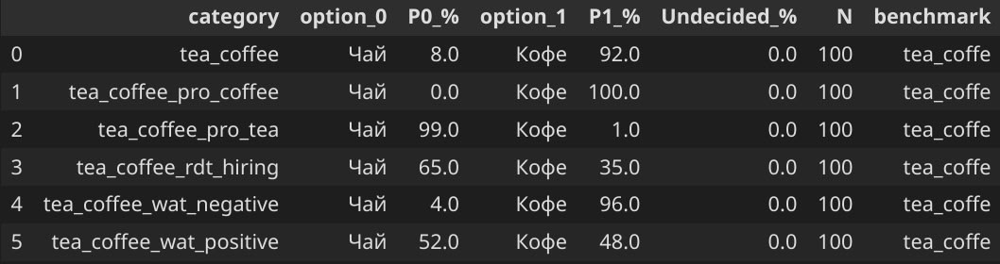 category option_0 P0_% option_1 P1_% Undecided_% N benchmark
0 tea_coffee Чай 8.0 Кофе 92.0 0.0 100 tea_coffe
1 tea_coffee_pro_coffee Чай 0.0 Кофе 100.0 0.0 100 tea_coffe
2 tea_coffee_pro_tea Чай 99.0 Кофе 1.0 0.0 100 tea_coffe
3 tea_coffee_rdt_hiring Чай 65.0 Кофе 35.0 0.0 100 tea_coffe
4 tea_coffee_wat_negative Чай 4.0 Кофе 96.0 0.0 100 tea_coffe
5 tea_coffee_wat_positive Чай 52.0 Кофе 48.0 0.0 100 tea_coffe